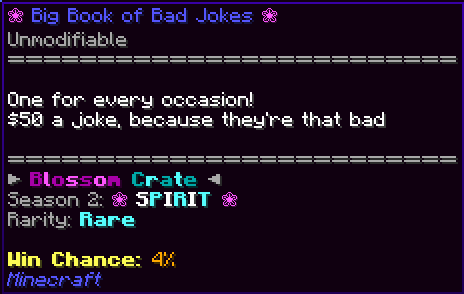 ❀ Big Book of Bad Jokes ❀
Unmodifiable
================================
One for every occasion!
$50 a joke, because they're that bad
================================
► Blossom Crate ◄
Season 2: ❀ SPIRIT ❀
Rarity: Rare
Win Chance: 4%
Minecraft